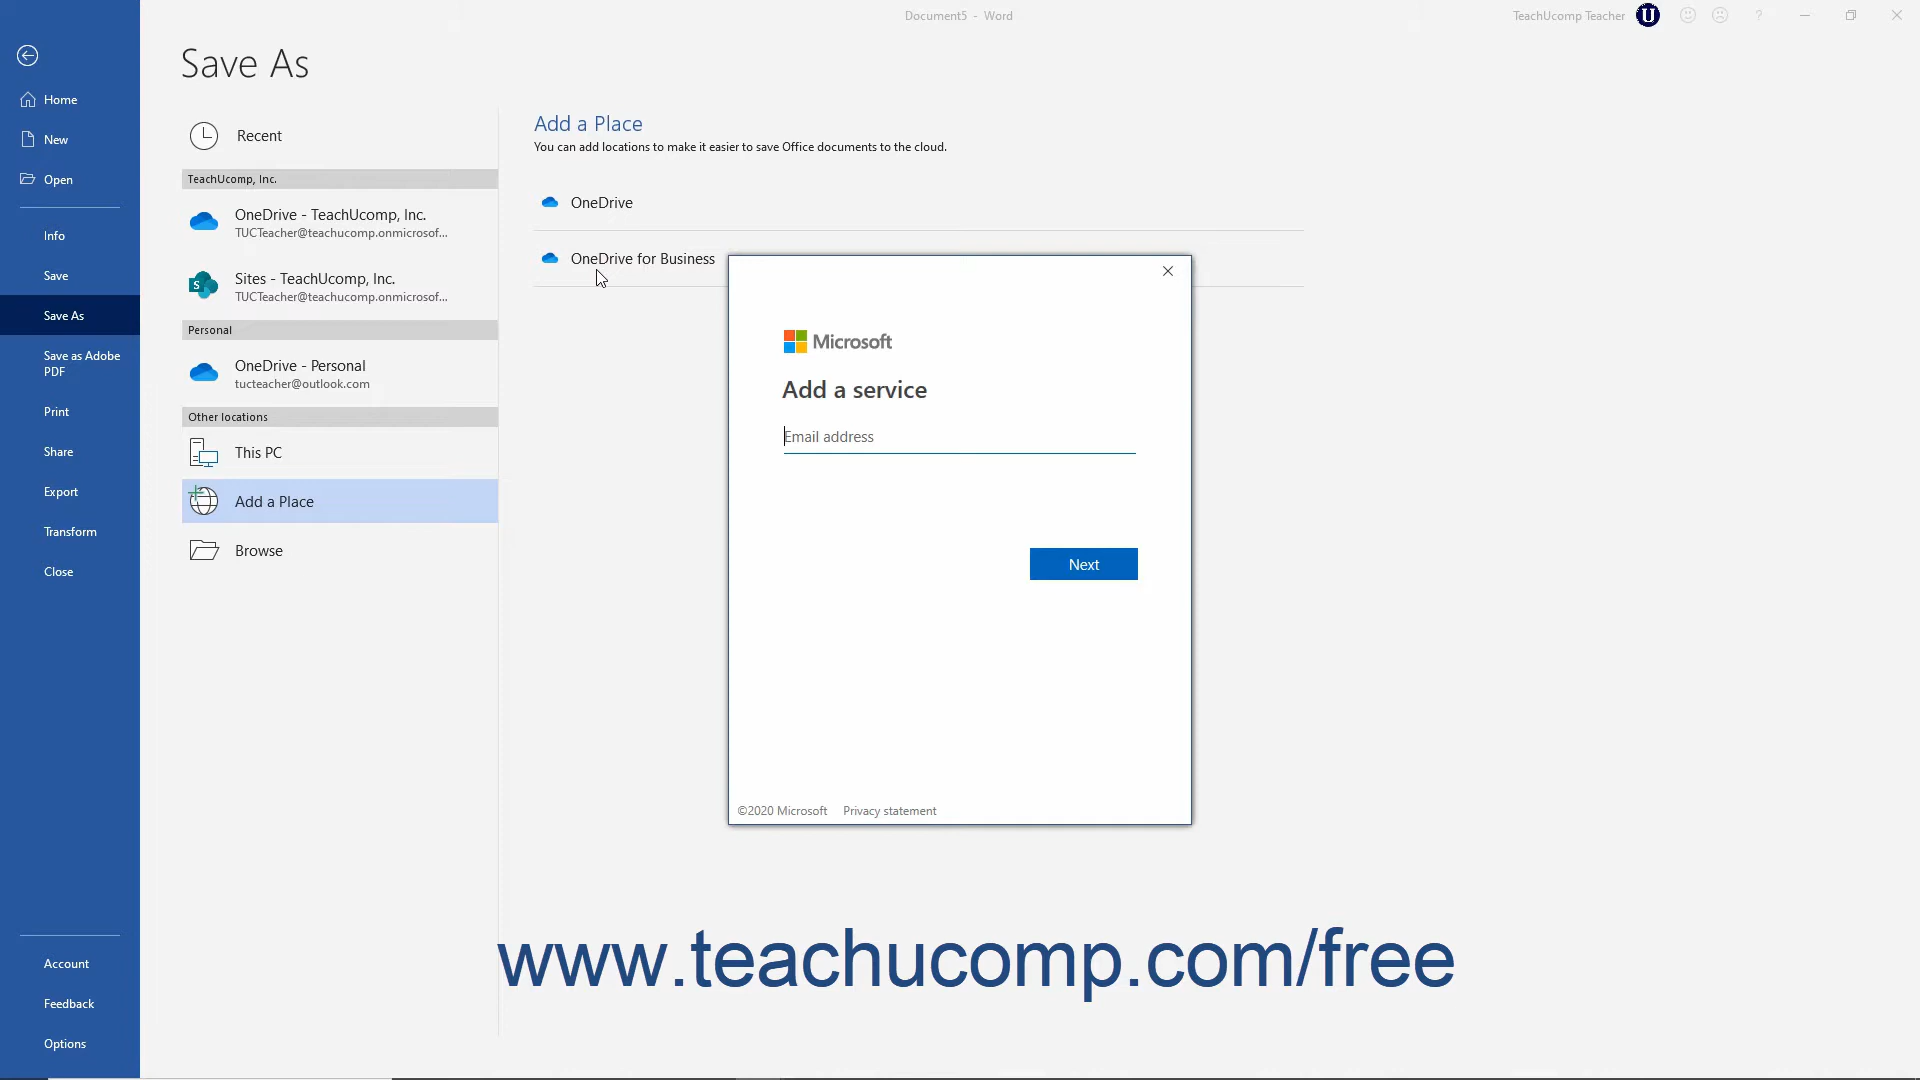 Document5 - Word
TeachUcomp Teacher
U
?
Save As
Home
New
Open
Info
Save
Save As
Save as Adobe
PDF
Print
Share
Export
Transform
Close
Account
Feedback
Options
Recent
TeachUcomp, Inc.
OneDrive - TeachUcomp, Inc.
TUCTeacher@teachucomp.onmicrosof...
S
Sites - TeachUcomp, Inc.
TUCTeacher@teachucomp.onmicrosof...
Personal
OneDrive - Personal
tucteacher@outlook.com
Other locations
This PC
Add a Place
Browse
Add a Place
You can add locations to make it easier to save Office documents to the cloud.
OneDrive
OneDrive for Business
Microsoft
Add a service
Email address
Next
©2020 Microsoft Privacy statement
www.teachucomp.com/free